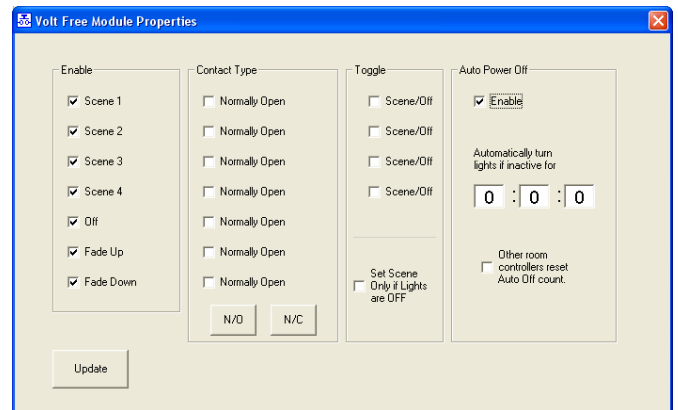 Volt Free Module Properties
Enable
Scene 1
Scene 2
Scene 3
Scene 4
Off
Fade Up
Fade Down
Contact Type
Normally Open
Normally Open
Normally Open
Normally Open
Normally Open
Normally Open
Normally Open
N/O
N/C
Toggle
Scene/Off
Scene/Off
Scene/Off
Scene/Off
Set Scene
Only if Lights
are OFF
Auto Power Off
Enable
Automatically turn
lights if inactive for
0 : 0 : 0
Other room
controllers reset
Auto Off count.
Update